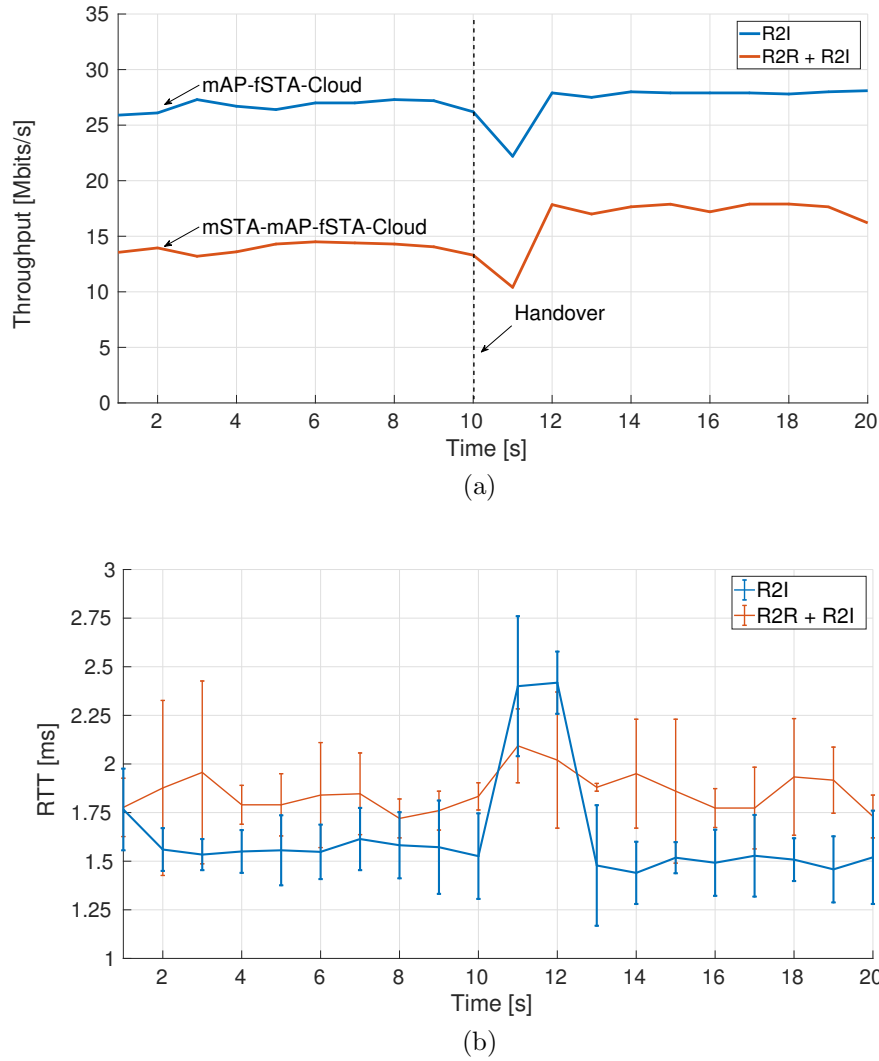 35
30
25
20
15
10
5
0
Throughput [Mbits/s]
R2I
R2R + R2I
mAP-fSTA-Cloud
mSTA-mAP-fSTA-Cloud
Handover
2 4 6 8 10 12 14 16 18 20
Time [s]
(a)
3
2.75
2.5
2.25
2
1.75
1.5
1.25
1
RTT [ms]
R2I
R2R + R2I
2 4 6 8 10 12 14 16 18 20
Time [s]
(b)